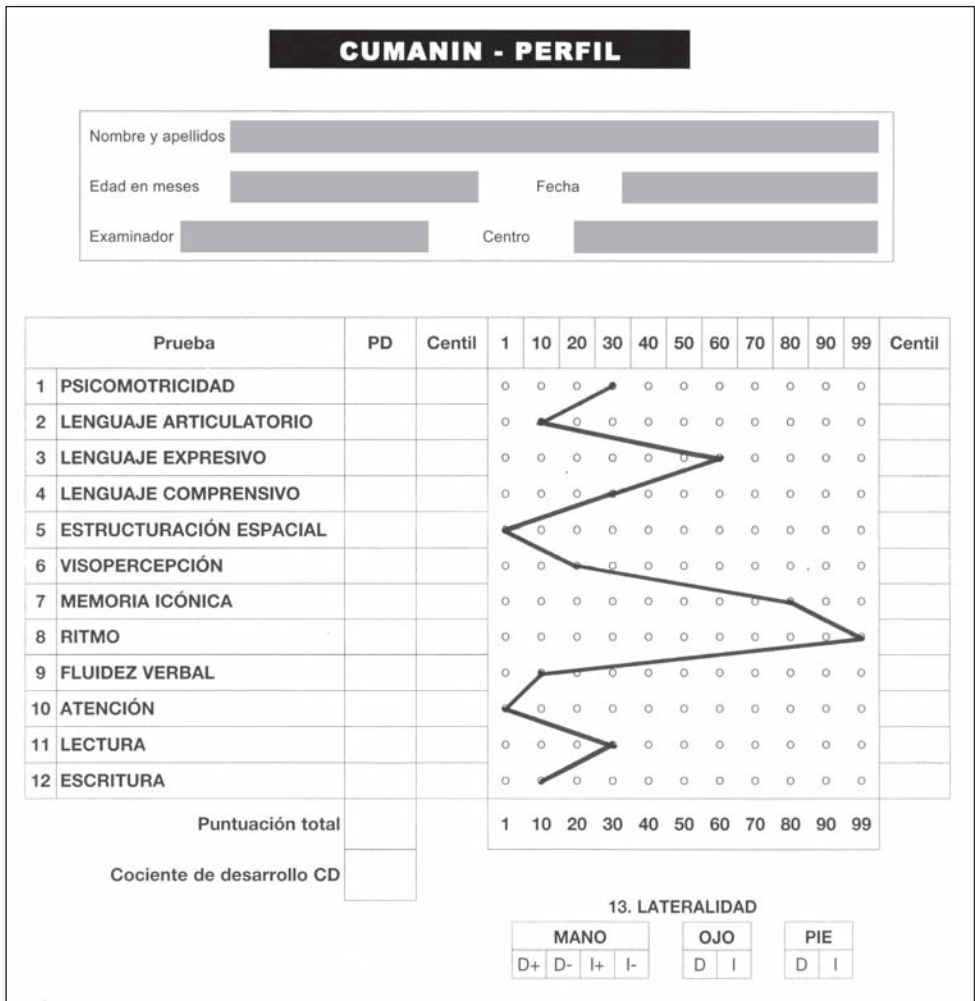 CUMANIN - PERFIL
Nombre y apellidos
Edad en meses Fecha
Examinador Centro
Prueba PD Centil 1 10 20 30 40 50 60 70 80 90 99 Centil
1 PSICOMOTRICIDAD
2 LENGUAJE ARTICULATORIO
3 LENGUAJE EXPRESIVO
4 LENGUAJE COMPRENSIVO
5 ESTRUCTURACIÓN ESPACIAL
6 VISOPERCEPCIÓN
7 MEMORIA ICÓNICA
8 RITMO
9 FLUIDEZ VERBAL
10 ATENCIÓN
11 LECTURA
12 ESCRITURA
Puntuación total 1 10 20 30 40 50 60 70 80 90 99
Cociente de desarrollo CD
13. LATERALIDAD
MANO OJO PIE
D+ D- I+ I- D I D I